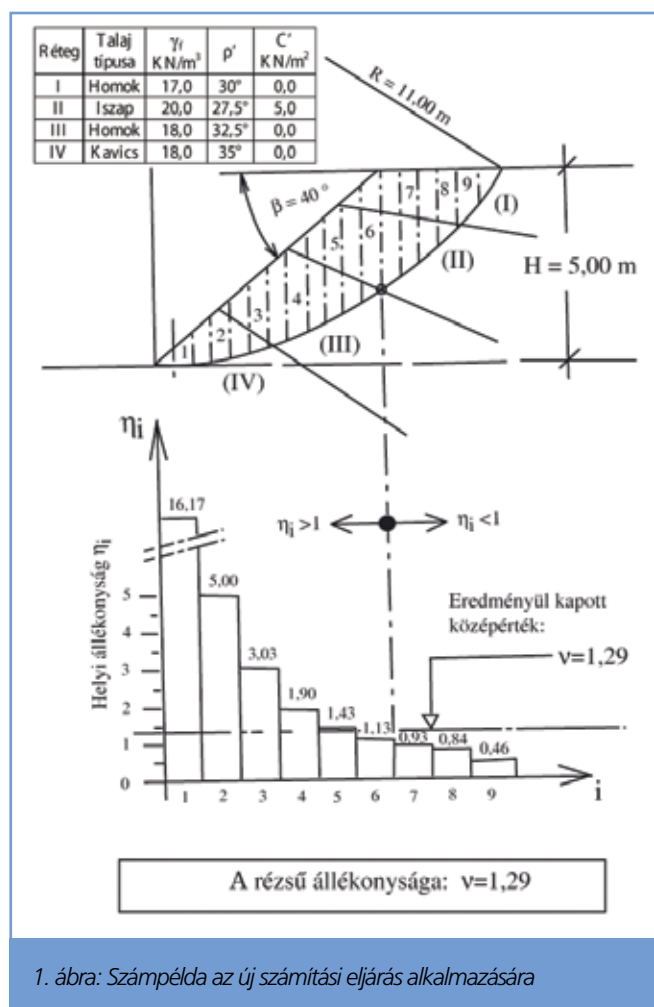 Réteg Talaj típusa γf KN/m³ ρ' C' KN/m²
I Homok 17,0 30° 0,0
II Iszap 20,0 27,5° 5,0
III Homok 18,0 32,5° 0,0
IV Kavics 18,0 35° 0,0
R = 11,00 m
β = 40°
1 2 3 4 5 6 7 8 9
(I)
(II)
(III)
(IV)
H = 5,00 m
ηi
Helyi állékonyság ηi
16,17
5,00
3,03
1,90
1,43
1,13
0,93
0,84
0,46
ηi >1
ηi <1
Eredményül kapott
középérték:
ν=1,29
5
4
3
2
1
0
1 2 3 4 5 6 7 8 9
i
A rézsű állékonysága: ν=1,29
1. ábra: Számpélda az új számítási eljárás alkalmazására